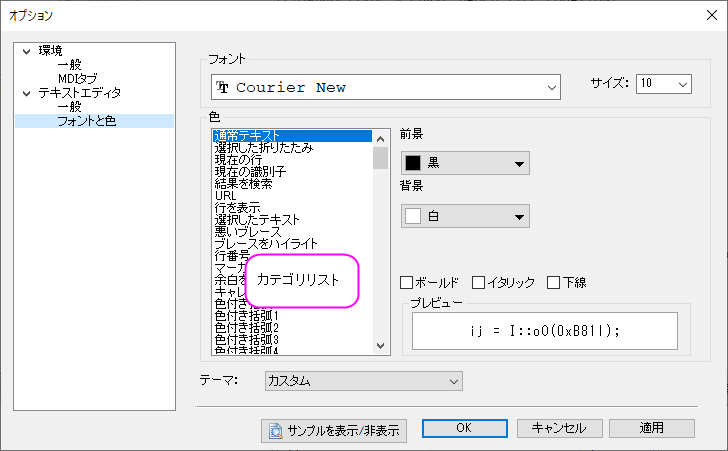 オプション
環境
一般
MDIタブ
テキストエディタ
一般
フォントと色
フォント
Courier New
サイズ:
10
色
通常テキスト
選択した折りたたみ
現在の行
現在の識別子
結果を検索
URL
行を表示
選択したテキスト
悪いブレース
ブレースをハイライト
行番号
マーカ
余白を
キャレ
色付き括
色付き括弧1
色付き括弧2
色付き括弧3
色付き括弧4
カテゴリリスト
前景
黒
背景
白
ボールド
イタリック
下線
プレビュー
ij = I::oO(0xB81l);
テーマ:
カスタム
サンプルを表示/非表示
OK
キャンセル
適用